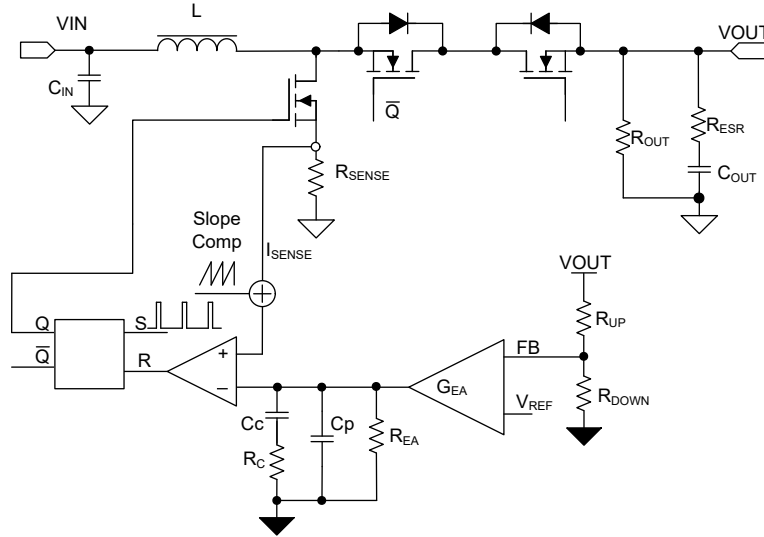 L
VIN
VOUT
CIN
Q̅
ROUT
RESR
COUT
RSENSE
Slope
Comp
ISENSE
VOUT
RUP
Q
S
FB
Q̅
R
+
−
GEA
VREF
RDOWN
Cc
Cp
REA
RC